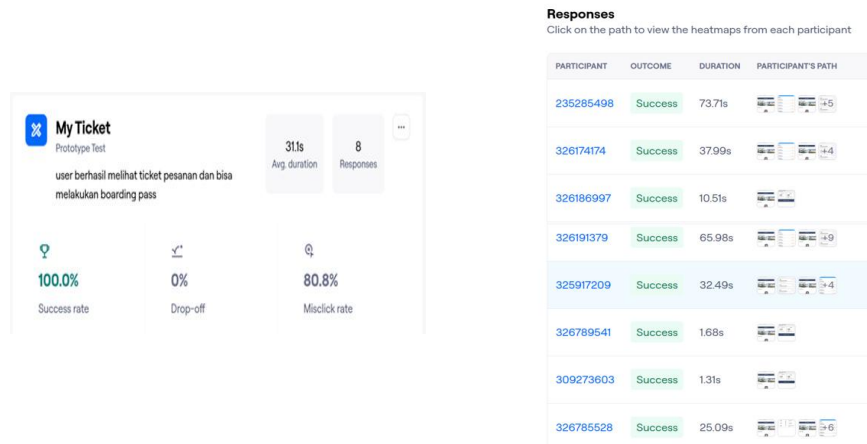 My Ticket
Prototype Test
user berhasil melihat ticket pesanan dan bisa
melakukan boarding pass
31.1s
Avg. duration
8
Responses
100.0%
Success rate
0%
Drop-off
80.8%
Misclick rate
Responses
Click on the path to view the heatmaps from each participant
PARTICIPANT OUTCOME DURATION PARTICIPANT'S PATH
235285498 Success 73.71s +5
326174174 Success 37.99s +4
326186997 Success 10.51s
326191379 Success 65.98s +9
325917209 Success 32.49s +4
326789541 Success 1.68s
309273603 Success 1.31s
326785528 Success 25.09s +6